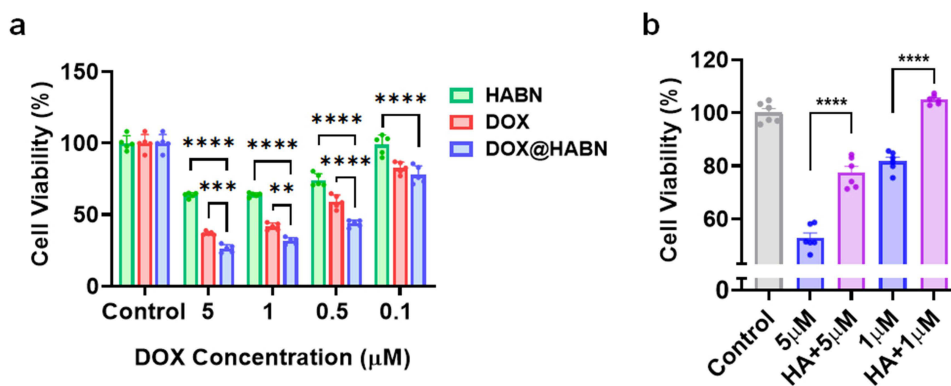 a
b
Cell Viability (%)
150
100
50
0
**** **** **** ****
*** ** ****
HABN
DOX
DOX@HABN
Control 5 1 0.5 0.1
DOX Concentration (μM)
Cell Viability (%)
120
100
80
60
0
**** ****
Control 5μM HA+5μM 1μM HA+1μM